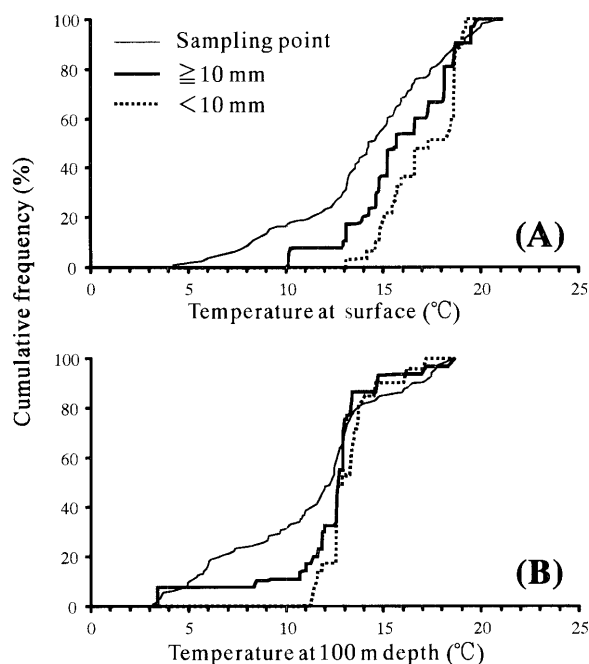 100
80
60
40
20
0
Sampling point
≧10 mm
<10 mm
(A)
0 5 10 15 20 25
Temperature at surface (℃)
Cumulative frequency (%)
100
80
60
40
20
0
(B)
0 5 10 15 20 25
Temperature at 100 m depth (℃)